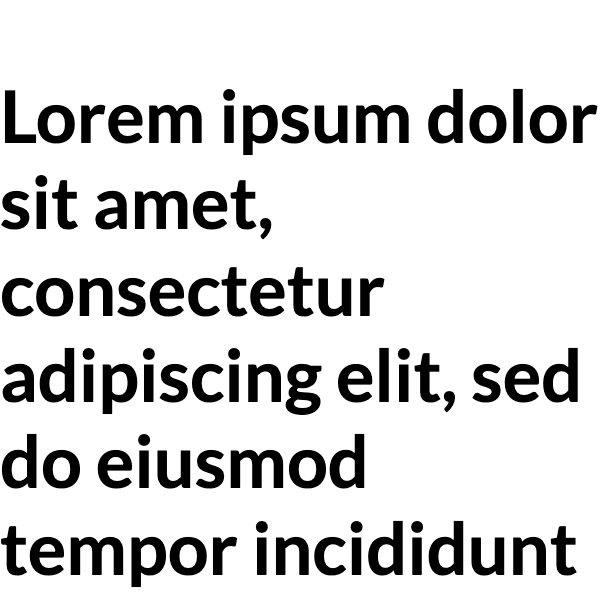 Lorem ipsum dolor
sit amet,
consectetur
adipiscing elit, sed
do eiusmod
tempor incididunt